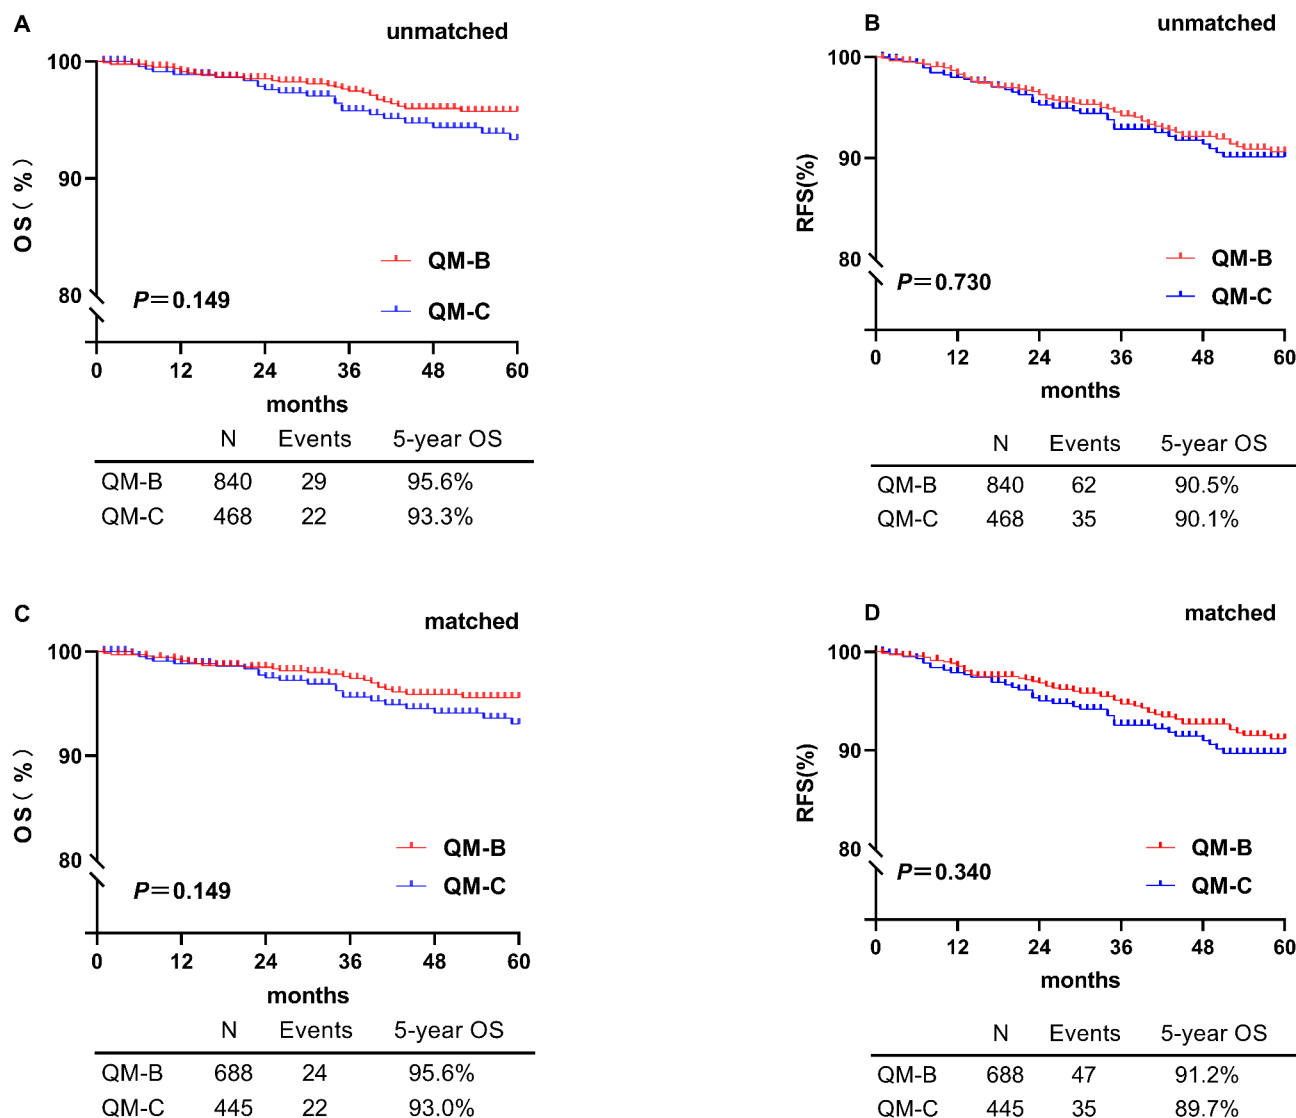 A
unmatched
100
90
80
OS ( %)
QM-B
QM-C
P=0.149
0 12 24 36 48 60
months
N Events 5-year OS
QM-B 840 29 95.6%
QM-C 468 22 93.3%
B
unmatched
100
90
80
RFS(%)
QM-B
QM-C
P=0.730
0 12 24 36 48 60
months
N Events 5-year OS
QM-B 840 62 90.5%
QM-C 468 35 90.1%
C
matched
100
90
80
OS ( %)
QM-B
QM-C
P=0.149
0 12 24 36 48 60
months
N Events 5-year OS
QM-B 688 24 95.6%
QM-C 445 22 93.0%
D
matched
100
90
80
RFS(%)
QM-B
QM-C
P=0.340
0 12 24 36 48 60
months
N Events 5-year OS
QM-B 688 47 91.2%
QM-C 445 35 89.7%